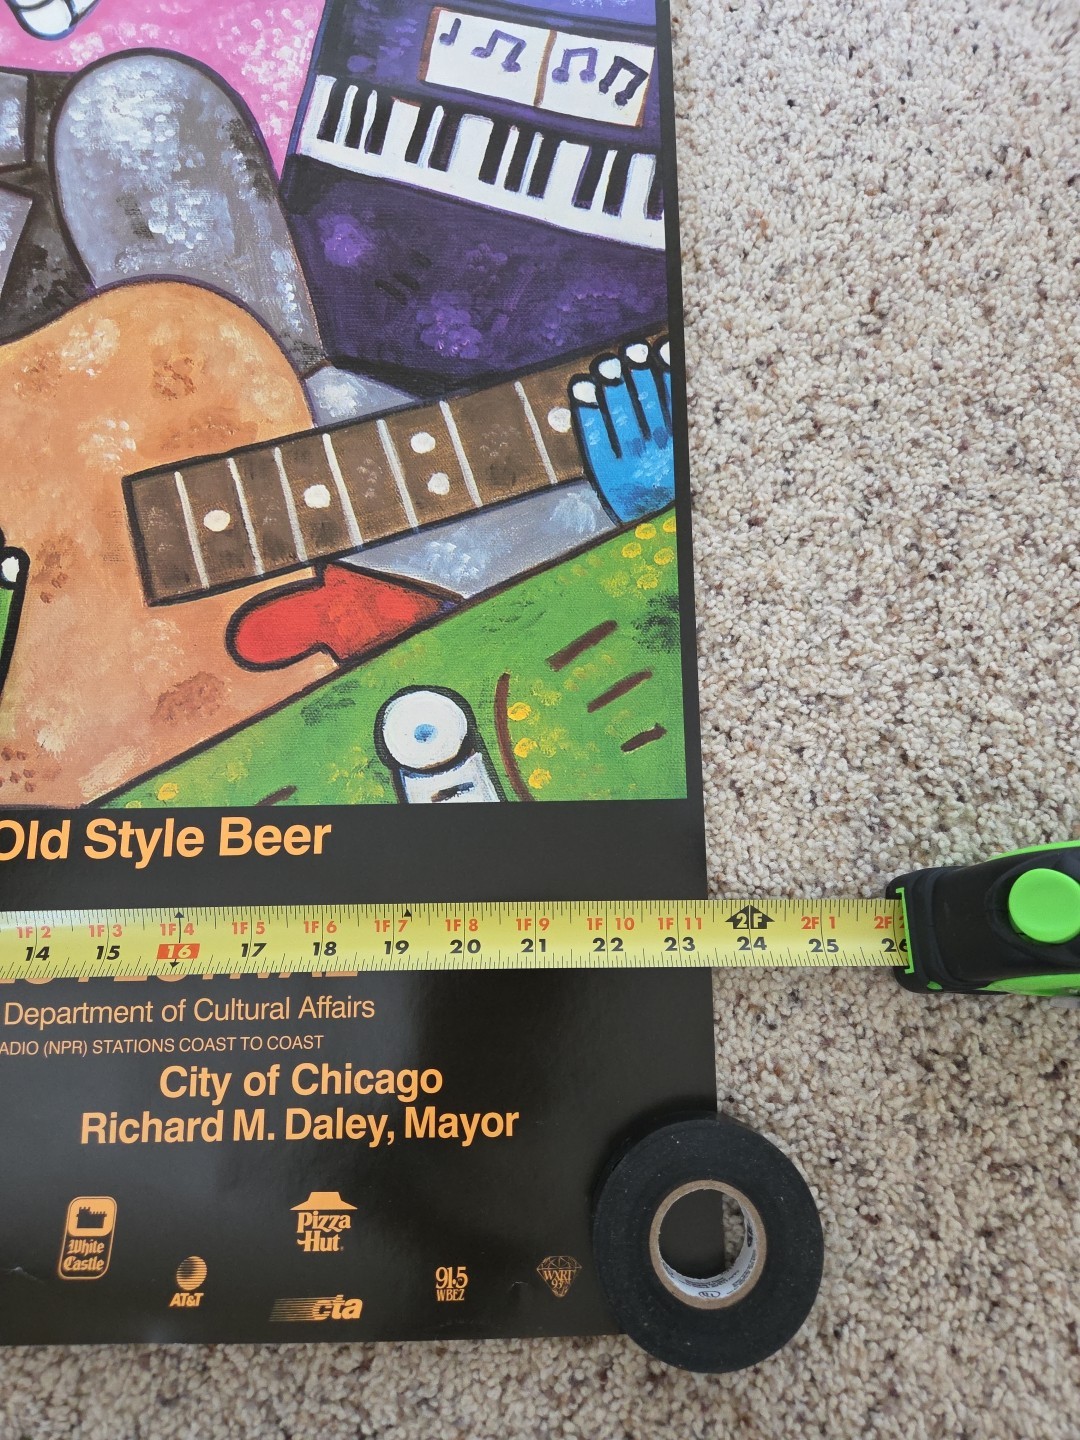 Old Style Beer
1F 2 1F 3 1F 4 1F 5 1F 6 1F 7 1F 8 1F 9 1F 10 1F 11 2F 2F 1 2F
14 15 16 17 18 19 20 21 22 23 24 25 26
Department of Cultural Affairs
(NPR) STATIONS COAST TO COAST
City of Chicago
Richard M. Daley, Mayor
White
Castle
Pizza
Hut
AT&T
cta
91.5
WBEZ
WXRT
93